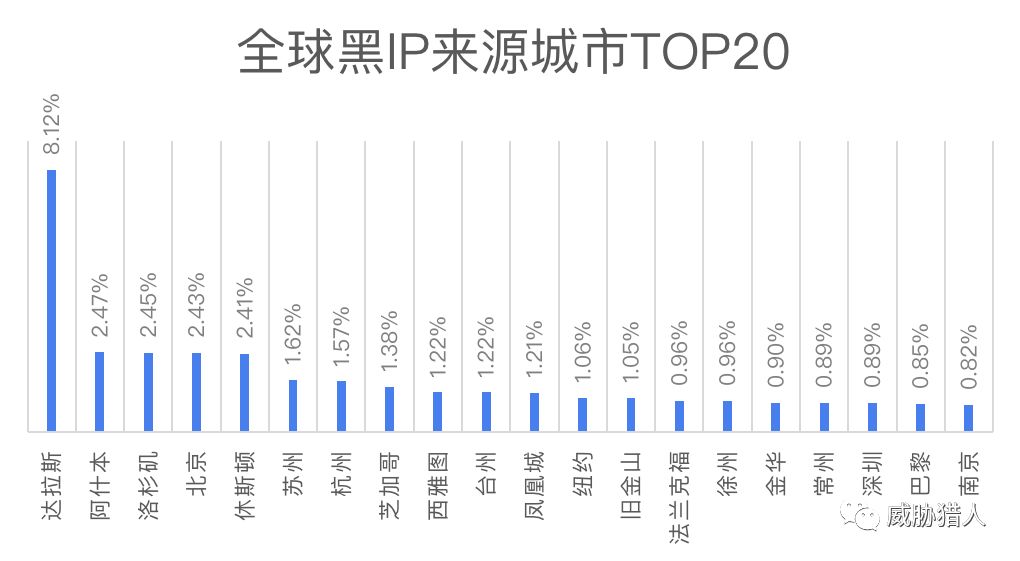 全球黑IP来源城市TOP20
8.12%
2.47%
2.45%
2.43%
2.41%
1.62%
1.57%
1.38%
1.22%
1.22%
1.21%
1.06%
1.05%
0.96%
0.96%
0.90%
0.89%
0.89%
0.85%
0.82%
达拉斯
阿什本
洛杉矶
北京
休斯顿
苏州
杭州
芝加哥
西雅图
台州
凤凰城
纽约
旧金山
法兰克福
徐州
金华
常州
深圳
巴黎
南京
威胁猎人